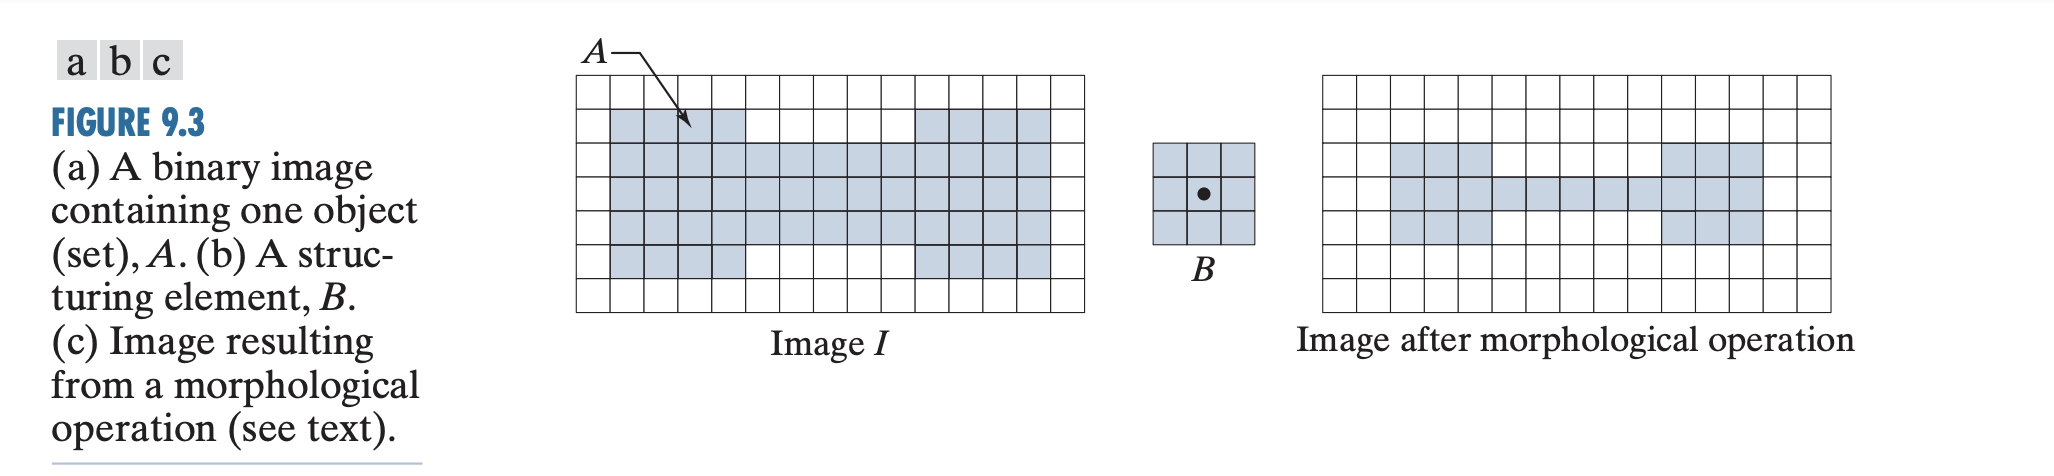 a b c
FIGURE 9.3
(a) A binary image
containing one object
(set), A. (b) A struc-
turing element, B.
(c) Image resulting
from a morphological
operation (see text).
A
Image I
B
Image after morphological operation